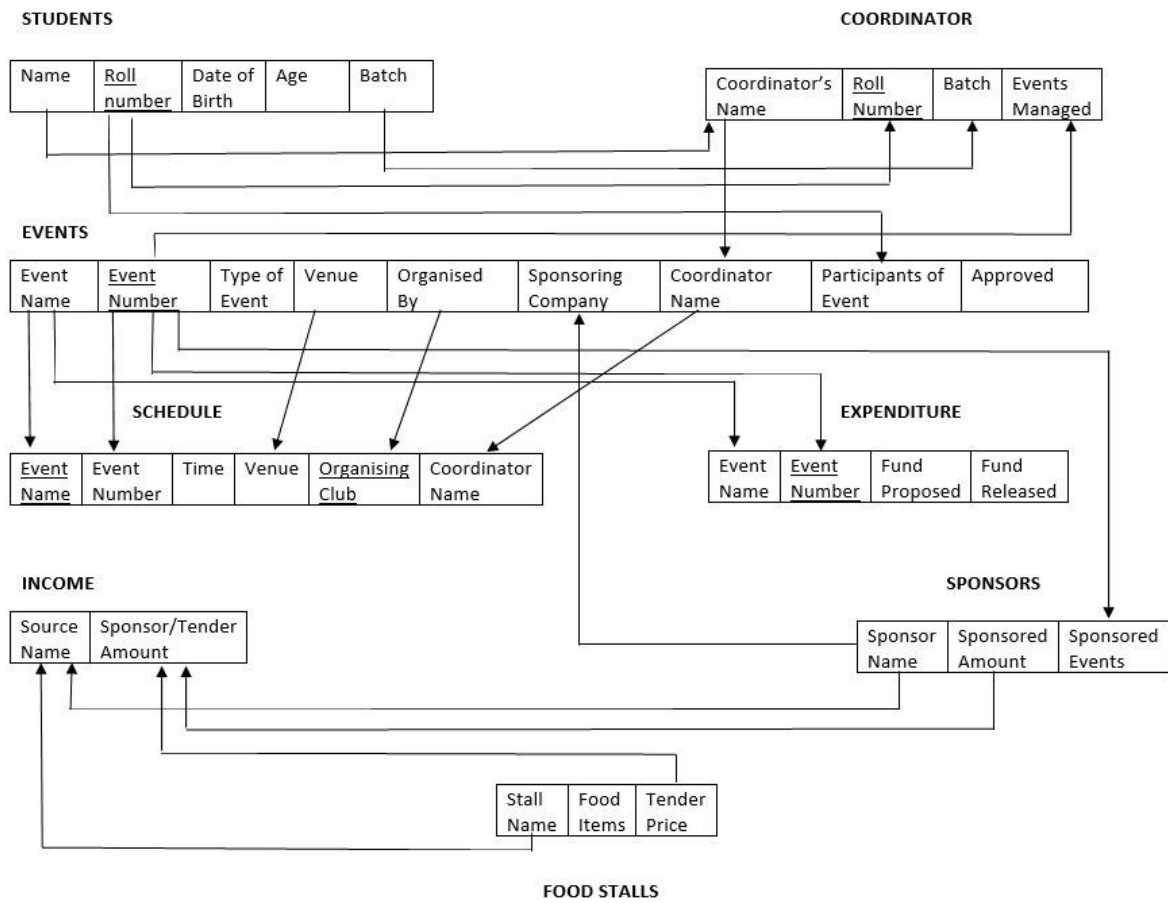 STUDENTS
COORDINATOR
Name
Roll
number
Date of
Birth
Age
Batch
Coordinator's
Name
Roll
Number
Batch
Events
Managed
EVENTS
Event
Name
Event
Number
Type of
Event
Venue
Organised
By
Sponsoring
Company
Coordinator
Name
Participants of
Event
Approved
SCHEDULE
EXPENDITURE
Event
Name
Event
Number
Time
Venue
Organising
Club
Coordinator
Name
Event
Name
Event
Number
Fund
Proposed
Fund
Released
INCOME
SPONSORS
Source
Name
Sponsor/Tender
Amount
Sponsor
Name
Sponsored
Amount
Sponsored
Events
Stall
Name
Food
Items
Tender
Price
FOOD STALLS